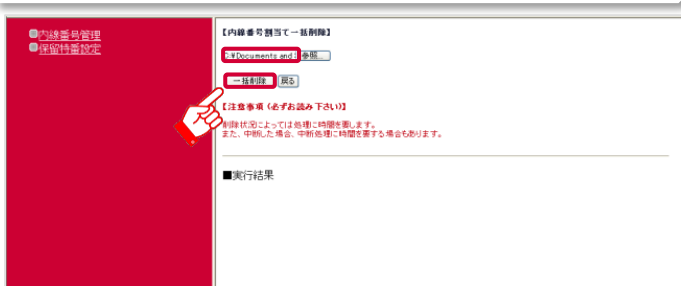 内線番号管理
保留特番設定
【内線番号割当て一括削除】
C:¥Documents and S 参照...
一括削除 戻る
【注意事項（必ずお読み下さい）】
削除状況によっては処理に時間を要します。
また、中断した場合、中断処理に時間を要する場合もあります。
■実行結果